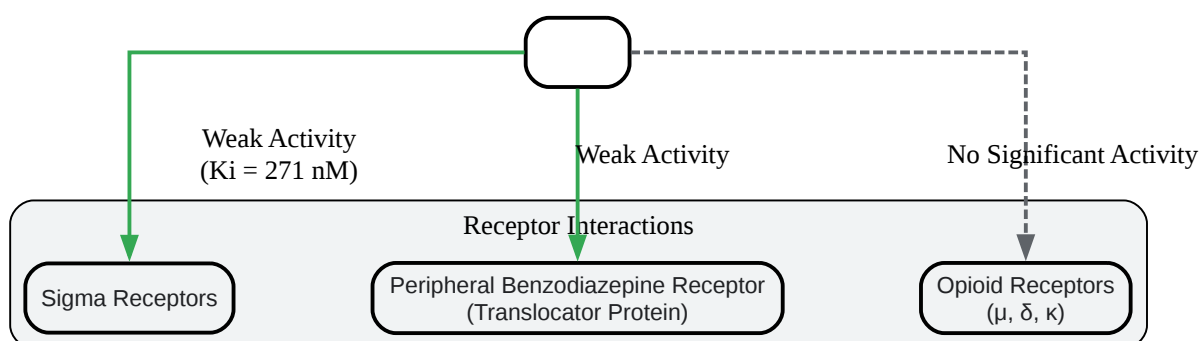 Weak Activity
(Ki = 271 nM)
Weak Activity
No Significant Activity
Receptor Interactions
Sigma Receptors
Peripheral Benzodiazepine Receptor
(Translocator Protein)
Opioid Receptors
(μ, δ, κ)